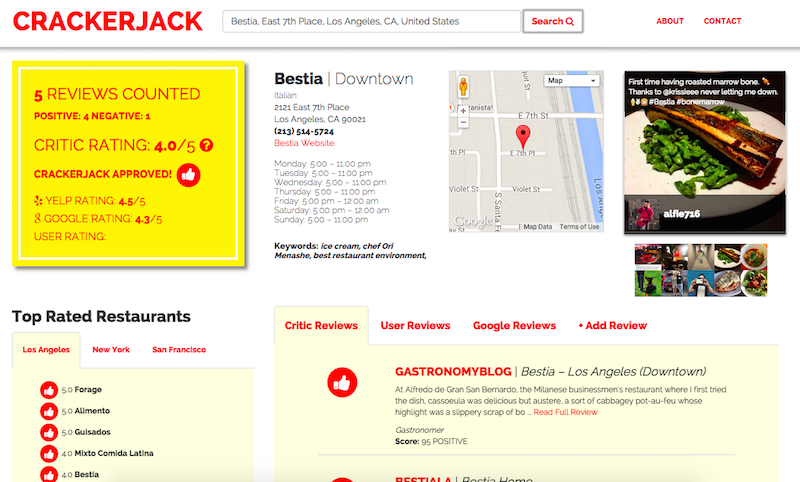 CRACKERJACK
Bestia, East 7th Place, Los Angeles, CA, United States
Search
ABOUT
CONTACT
5 REVIEWS COUNTED
POSITIVE: 4 NEGATIVE: 1
CRITIC RATING: 4.0/5 ?
CRACKERJACK APPROVED!
YELP RATING: 4.5/5
GOOGLE RATING: 4.3/5
USER RATING:
Bestia | Downtown
Italian
2121 East 7th Place
Los Angeles, CA 90021
(213) 514-5724
Bestia Website
Monday: 5:00 – 11:00 pm
Tuesday: 5:00 – 11:00 pm
Wednesday: 5:00 – 11:00 pm
Thursday: 5:00 – 11:00 pm
Friday: 5:00 pm – 12:00 am
Saturday: 5:00 pm – 12:00 am
Sunday: 5:00 – 11:00 pm
Keywords: ice cream, chef Ori
Menashe, best restaurant environment,
Map
E 7th St
E 7th Pl
Violet St
Violet St
S Santa F
Los Ang
Google
Map Data
Terms of Use
First time having roasted marrow bone.
Thanks to @krissieee never letting me down.
#Bestia #bonemarrow
alfie716
Top Rated Restaurants
Los Angeles
New York
San Francisco
5.0 Forage
5.0 Alimento
5.0 Guisados
4.0 Mixto Comida Latina
4.0 Bestia
Critic Reviews
User Reviews
Google Reviews
+ Add Review
GASTRONOMYBLOG | Bestia – Los Angeles (Downtown)
At Alfredo de Gran San Bernardo, the Milanese businessmen's restaurant where I first tried
the dish, cassoeula was delicious but austere, a sort of cabbagey pot-au-feu whose
highlight was a slippery scrap of bo ... Read Full Review
Gastronomer
Score: 95 POSITIVE
BESTIALA | Bestia Home